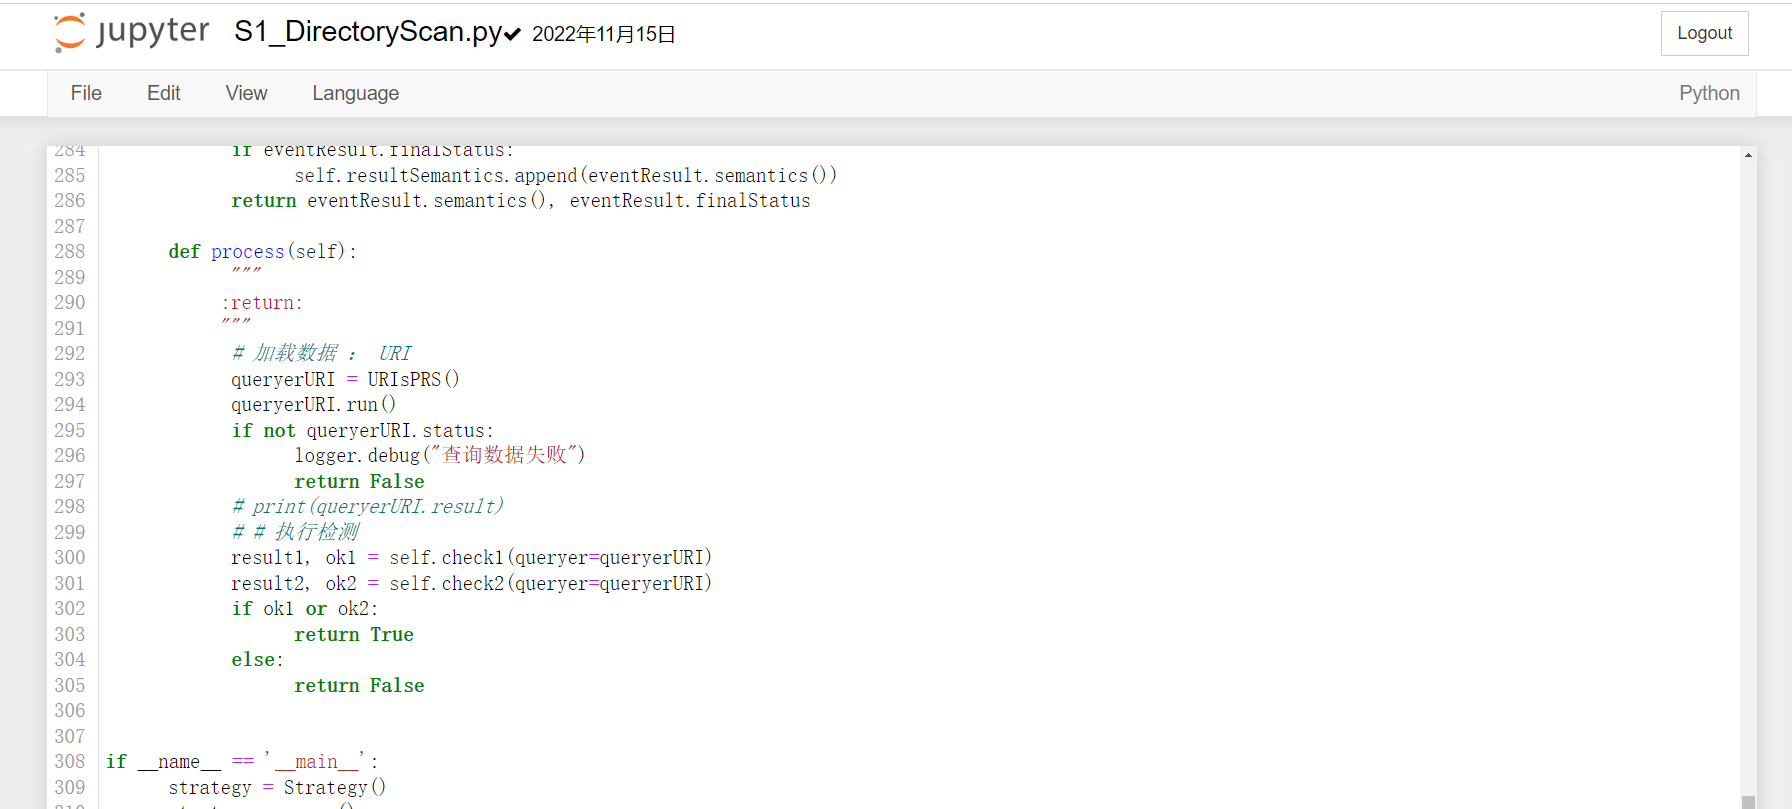 jupyter S1_DirectoryScan.py✔ 2022年11月15日 Logout
File Edit View Language Python
284 if eventResult.finalStatus:
285 self.resultSemantics.append(eventResult.semantics())
286 return eventResult.semantics(), eventResult.finalStatus
287
288 def process(self):
289 """
290 :return:
291 """
292 # 加载数据 ： URI
293 queryerURI = URIsPRS()
294 queryerURI.run()
295 if not queryerURI.status:
296 logger.debug("查询数据失败")
297 return False
298 # print(queryerURI.result)
299 # # 执行检测
300 result1, ok1 = self.check1(queryer=queryerURI)
301 result2, ok2 = self.check2(queryer=queryerURI)
302 if ok1 or ok2:
303 return True
304 else:
305 return False
306
307
308 if __name__ == '__main__':
309 strategy = Strategy()